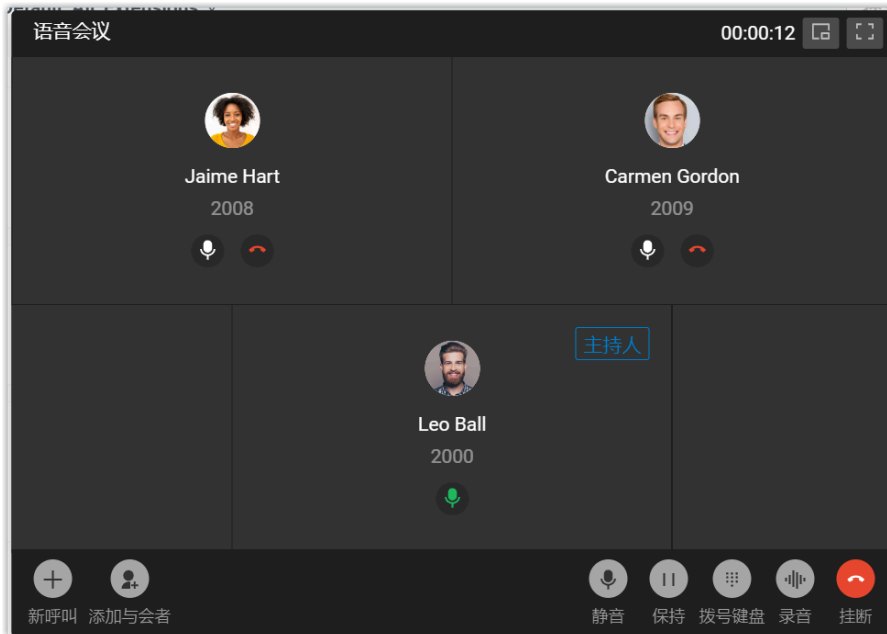 语音会议
00:00:12
Jaime Hart
2008
Carmen Gordon
2009
主持人
Leo Ball
2000
新呼叫
添加与会者
静音
保持
拨号键盘
录音
挂断